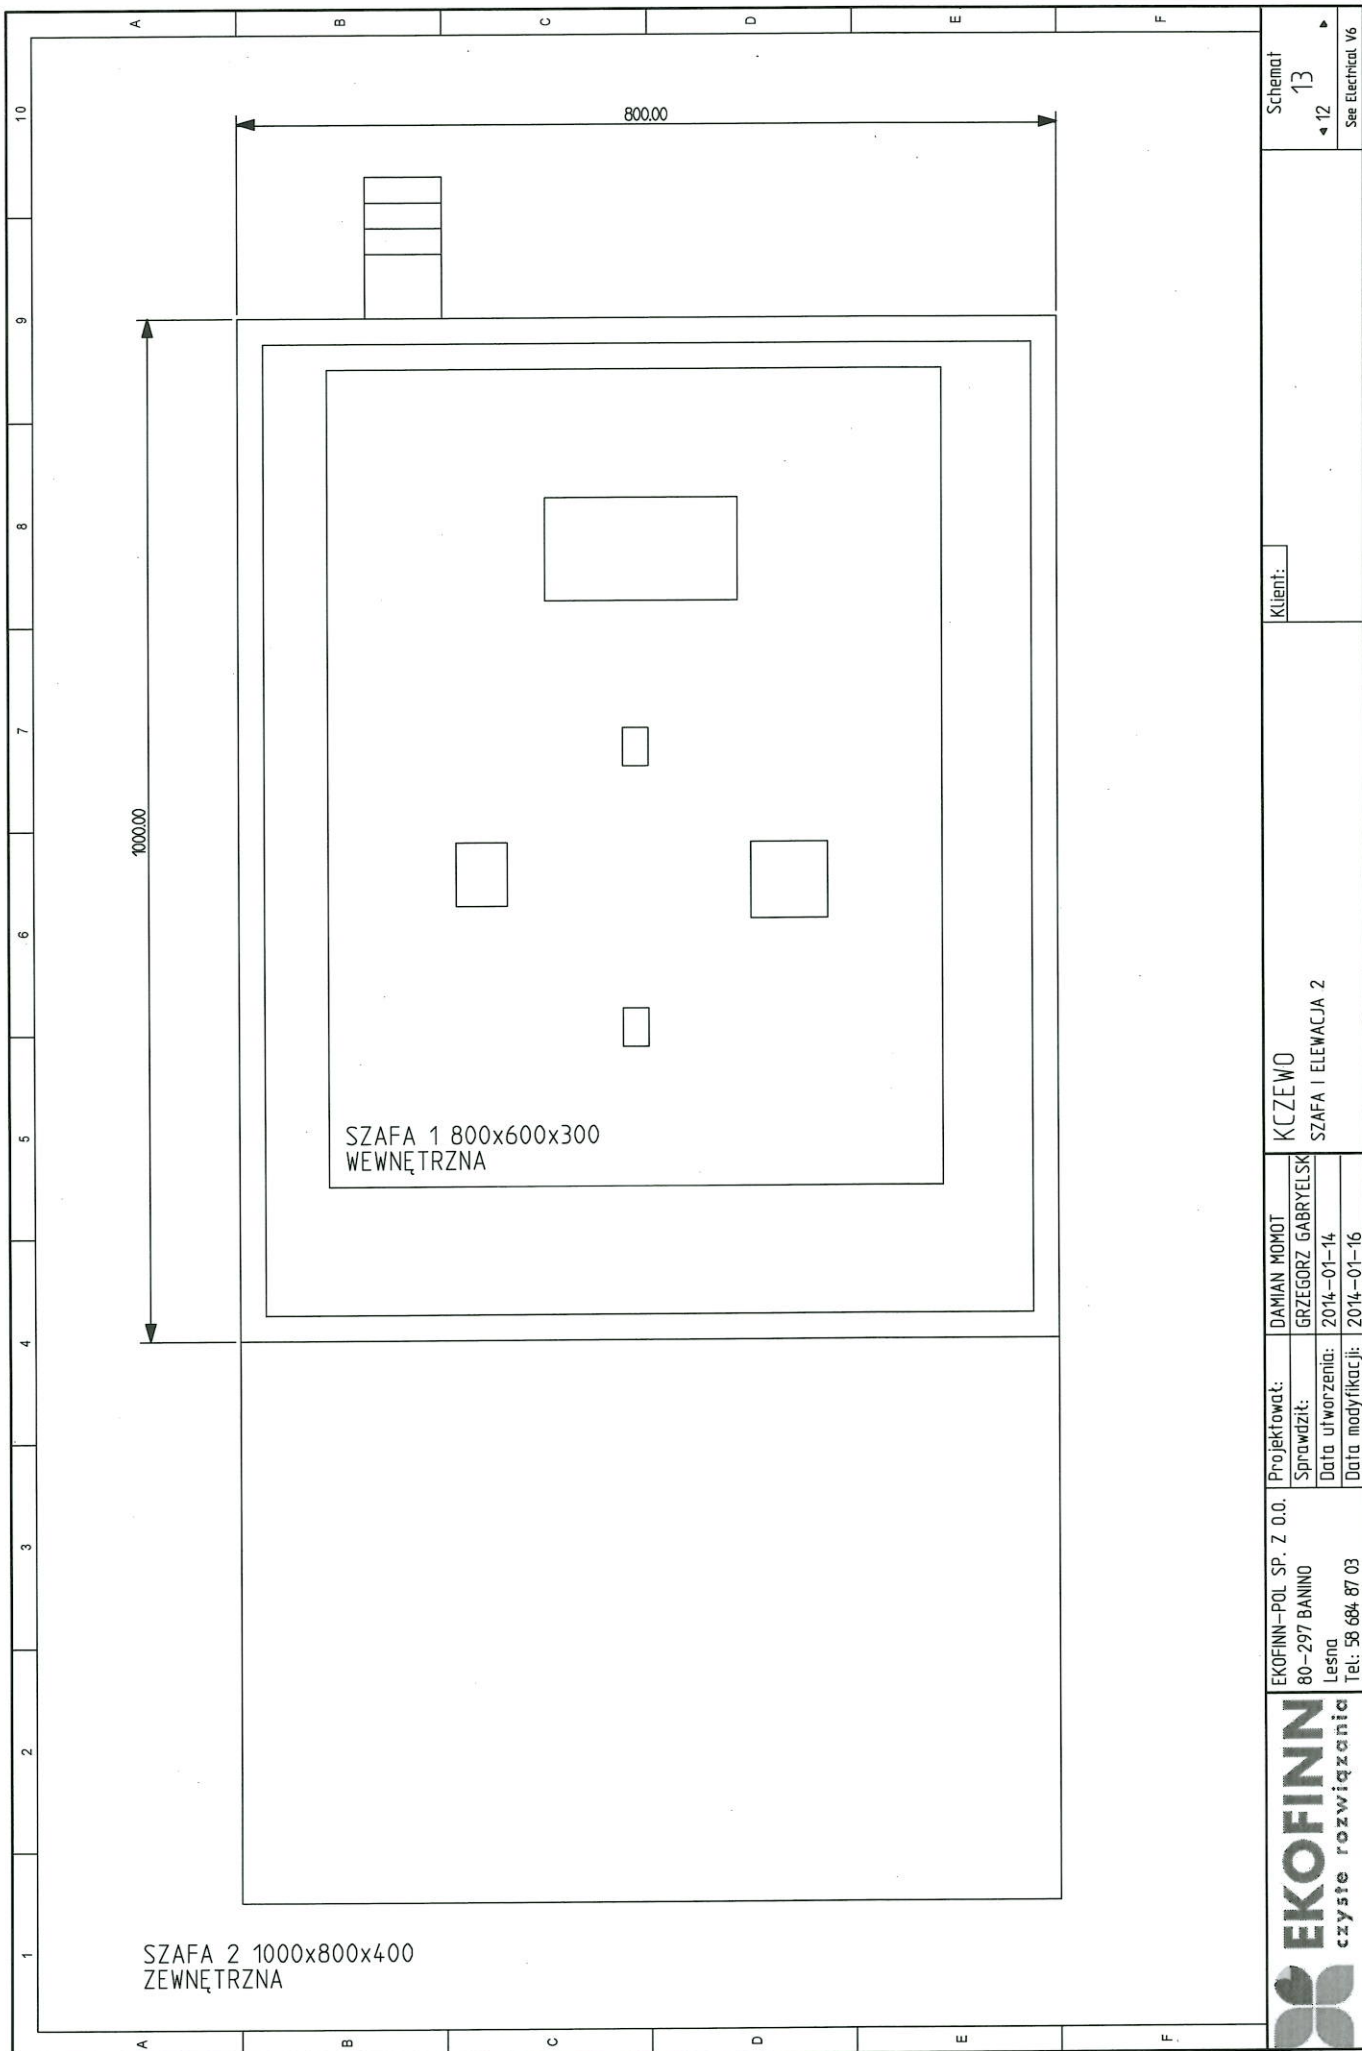 10
9
8
7
6
5
4
3
2
1
A
B
C
D
E
F
A
B
C
D
E
F
800.00
1000.00
SZAFA 1 800x600x300
WEWNĘTRZNA
SZAFA 2 1000x800x400
ZEWNĘTRZNA
EKOFINN
czyste rozwiązania
EKOFINN-POL SP. Z O.O.
80-297 BANINO
Leśna
Tel: 58 684 87 03
Projektował: DAMIAN MOMOT
Sprawdził: GRZEGORZ GABRYELSK
Data utworzenia: 2014-01-14
Data modyfikacji: 2014-01-16
KCZEWO
SZAFA I ELEWACJA 2
Klient:
Schemat
12 13
See Electrical V6